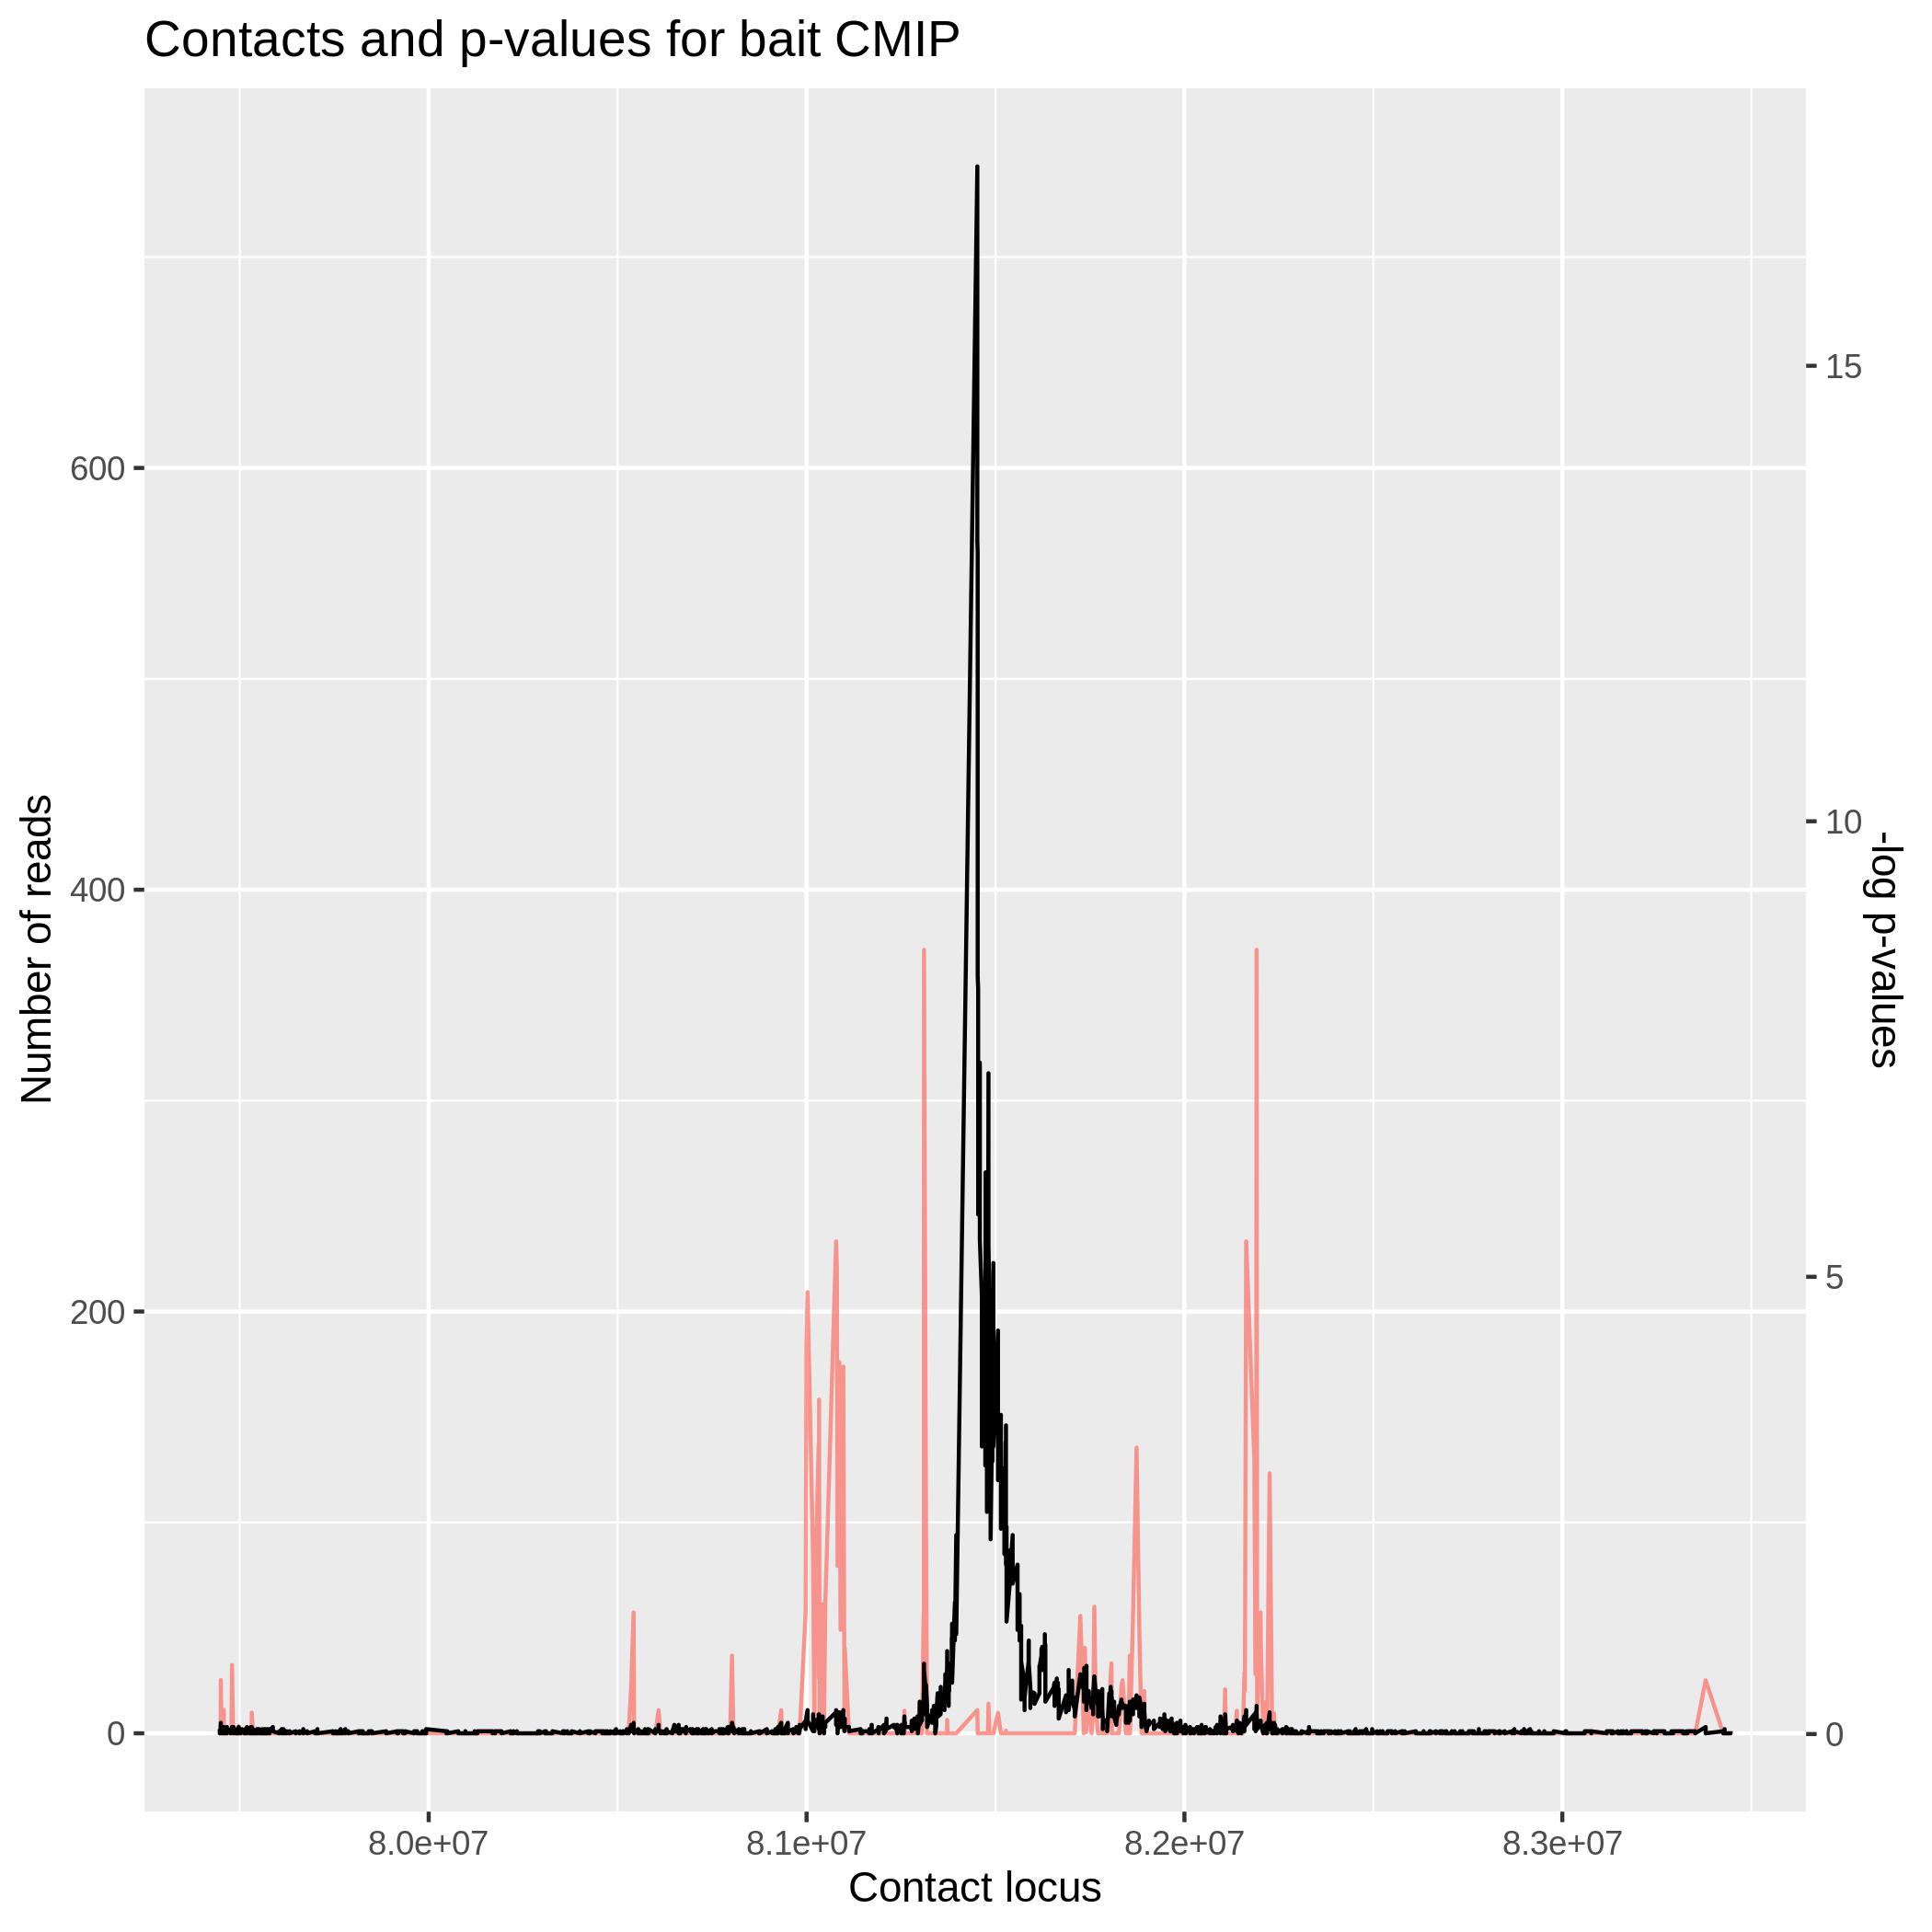 Contacts and p-values for bait CMIP
Number of reads
600
400
200
0
15
10
5
0
-log p-values
8.0e+07 8.1e+07 8.2e+07 8.3e+07
Contact locus